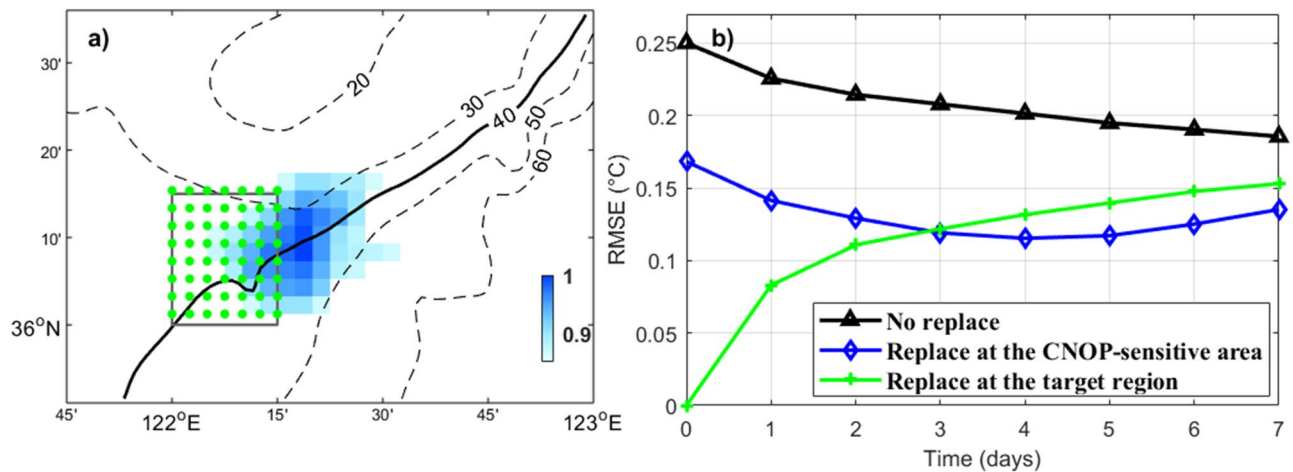 a)
30'
20'
10'
36°N
45'
122°E
15'
30'
45'
123°E
20
30
40
50
60
1
0.9
b)
RMSE (°C)
0.25
0.2
0.15
0.1
0.05
0
0 1 2 3 4 5 6 7
Time (days)
No replace
Replace at the CNOP-sensitive area
Replace at the target region